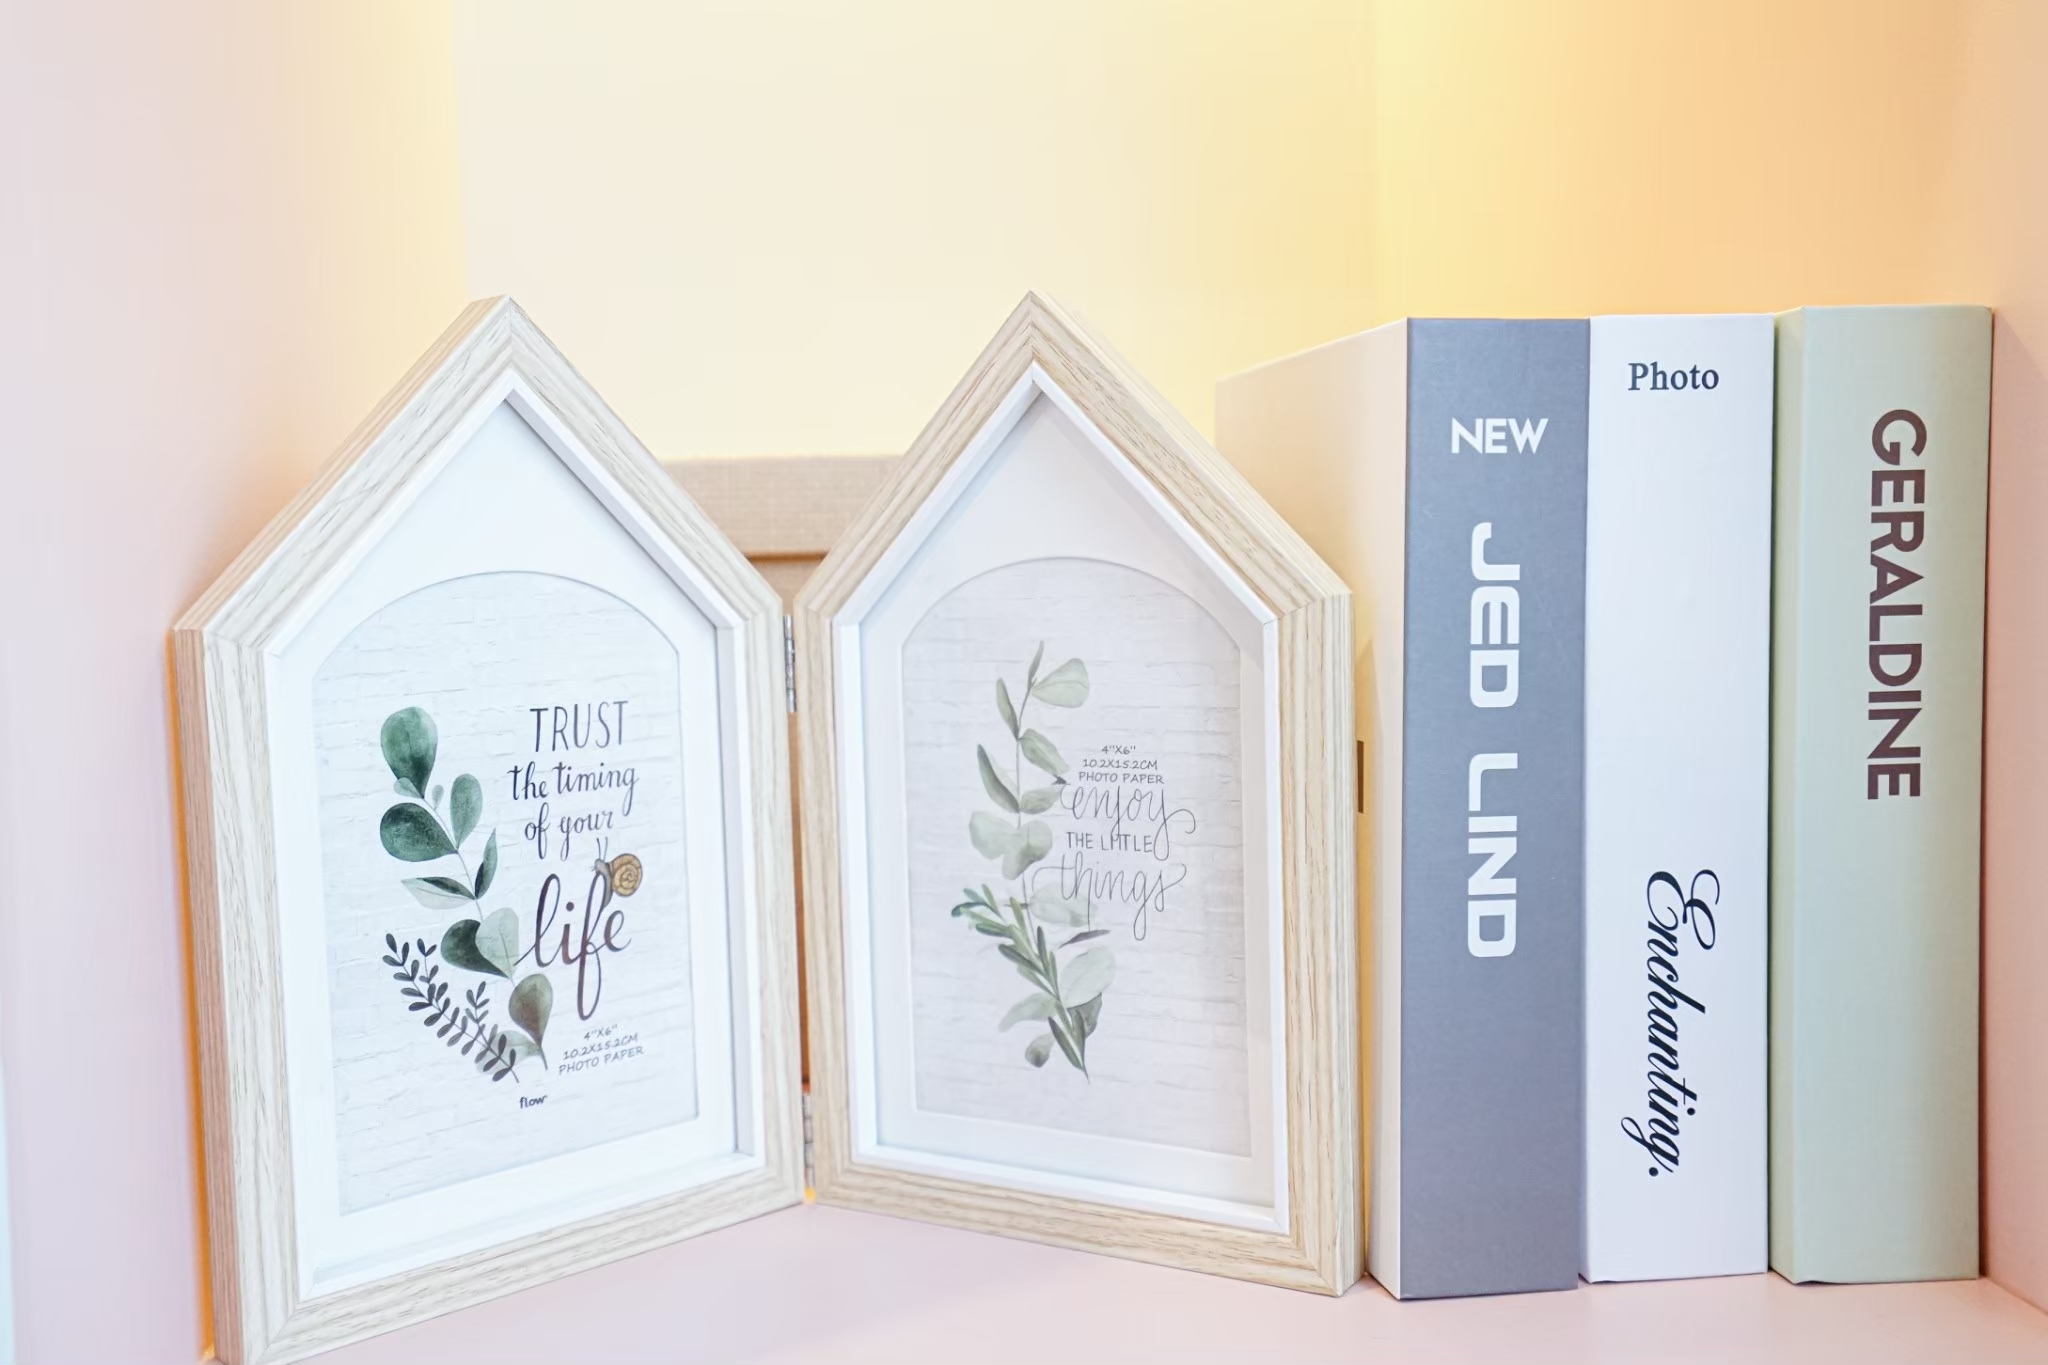 TRUST
the timing
of your
life
4"X6"
10.2X15.2CM
PHOTO PAPER
flow
4"X6"
10.2X15.2CM
PHOTO PAPER
enjoy
THE LITTLE
things
NEW
JED LIND
Photo
Enchanting.
GERALDINE